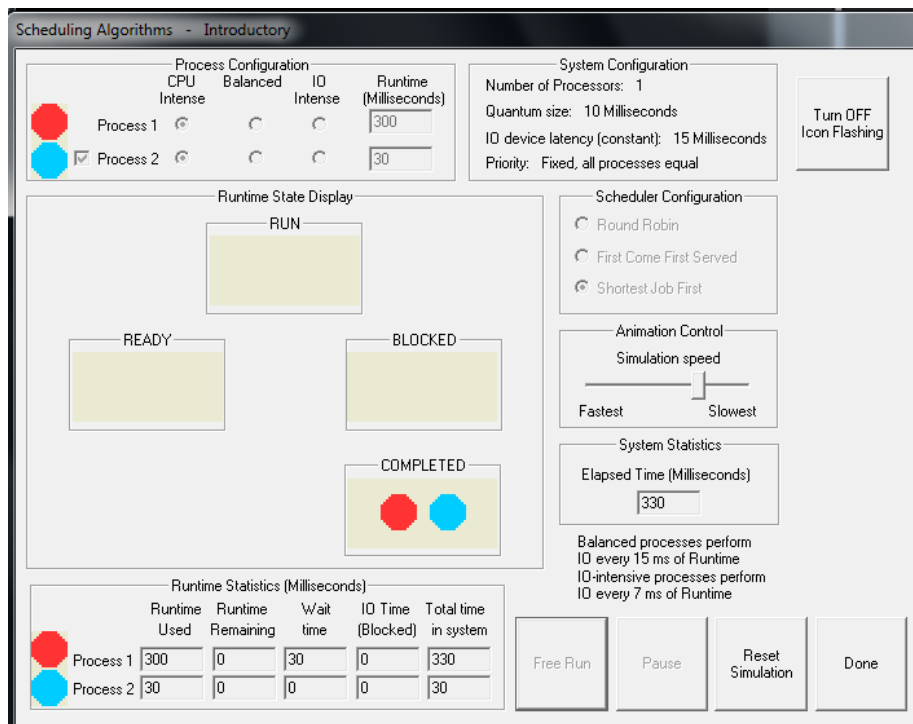 Scheduling Algorithms - Introductory
Process Configuration
CPU Intense Balanced IO Intense Runtime (Milliseconds)
Process 1 300
Process 2 30
System Configuration
Number of Processors: 1
Quantum size: 10 Milliseconds
IO device latency (constant): 15 Milliseconds
Priority: Fixed, all processes equal
Turn OFF
Icon Flashing
Runtime State Display
RUN
READY
BLOCKED
COMPLETED
Scheduler Configuration
Round Robin
First Come First Served
Shortest Job First
Animation Control
Simulation speed
Fastest Slowest
System Statistics
Elapsed Time (Milliseconds)
330
Balanced processes perform
IO every 15 ms of Runtime
IO-intensive processes perform
IO every 7 ms of Runtime
Runtime Statistics (Milliseconds)
Runtime Used Runtime Remaining Wait time IO Time (Blocked) Total time in system
Process 1 300 0 30 0 330
Process 2 30 0 0 0 30
Free Run
Pause
Reset
Simulation
Done